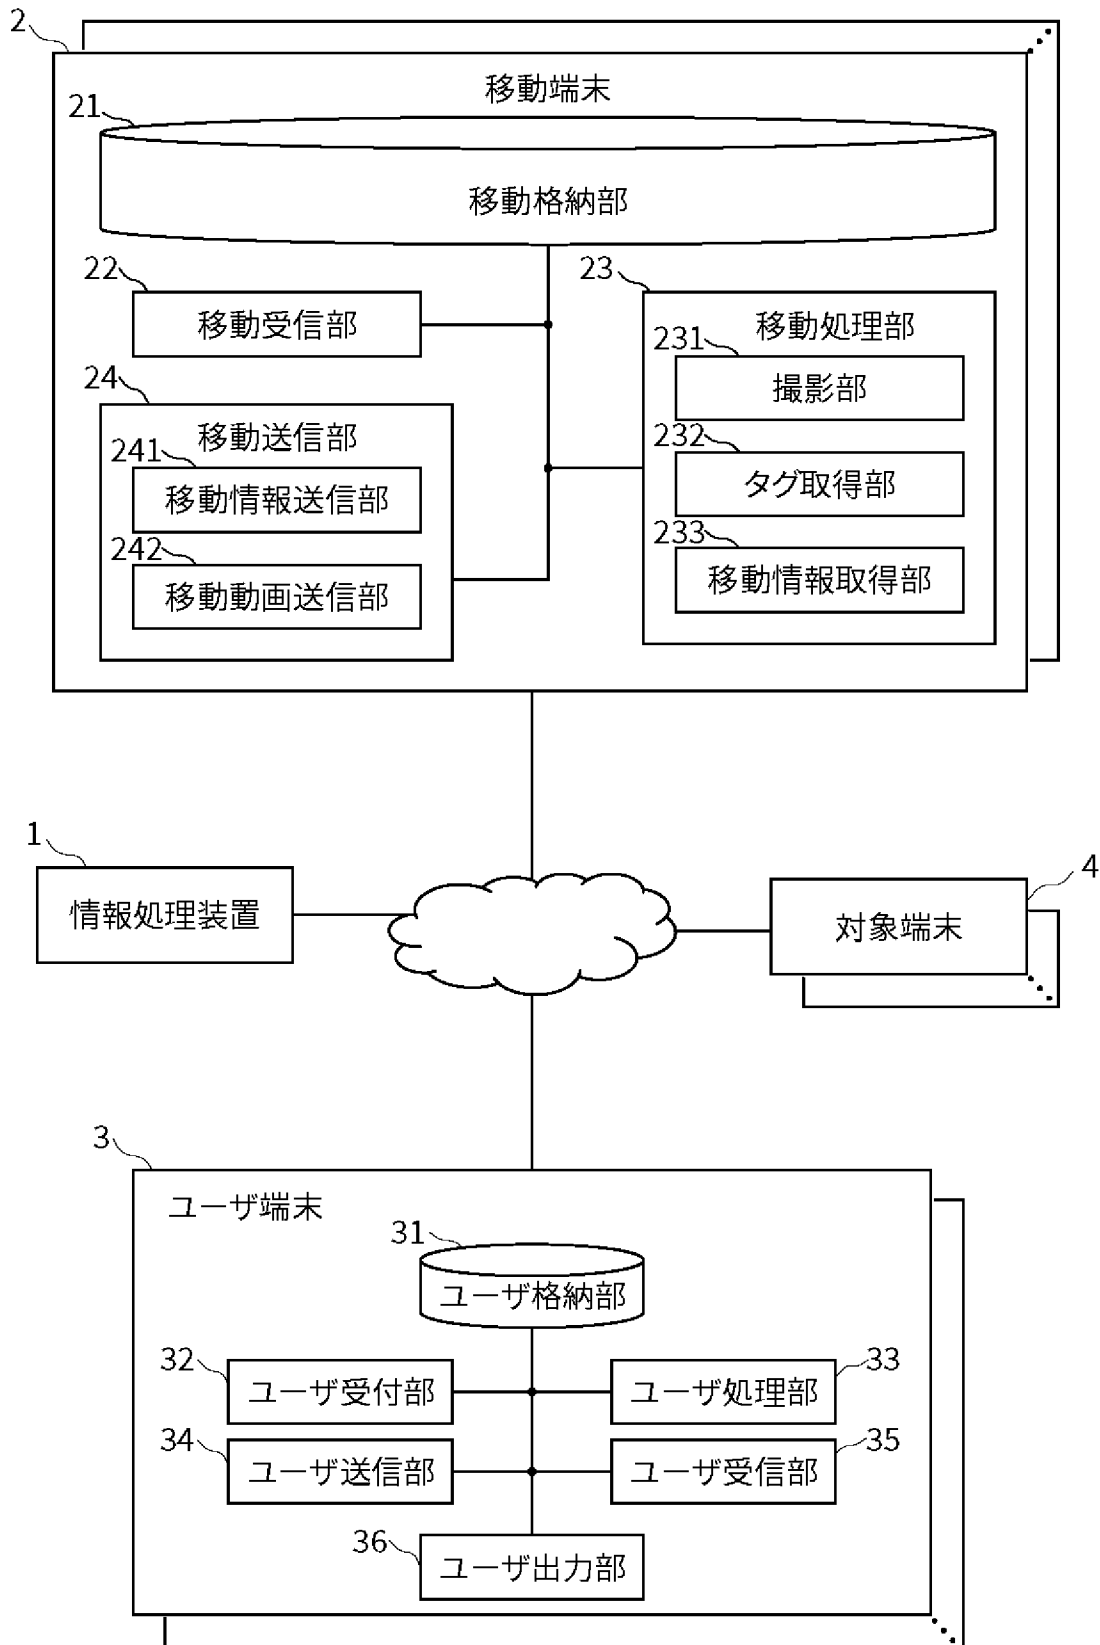 2
移動端末
21
移動格納部
22
移動受信部
23
移動処理部
231
撮影部
232
タグ取得部
233
移動情報取得部
24
移動送信部
241
移動情報送信部
242
移動動画送信部
1
情報処理装置
4
対象端末
3
ユーザ端末
31
ユーザ格納部
32
ユーザ受付部
33
ユーザ処理部
34
ユーザ送信部
35
ユーザ受信部
36
ユーザ出力部